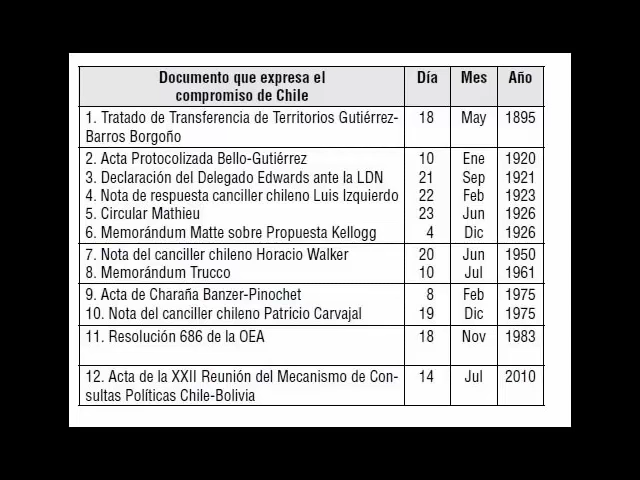 Documento que expresa el Día Mes Año
compromiso de Chile
1. Tratado de Transferencia de Territorios Gutiérrez- 18 May 1895
Barros Borgoño
2. Acta Protocolizada Bello-Gutiérrez 10 Ene 1920
3. Declaración del Delegado Edwards ante la LDN 21 Sep 1921
4. Nota de respuesta canciller chileno Luis Izquierdo 22 Feb 1923
5. Circular Mathieu 23 Jun 1926
6. Memorándum Matte sobre Propuesta Kellogg 4 Dic 1926
7. Nota del canciller chileno Horacio Walker 20 Jun 1950
8. Memorándum Trucco 10 Jul 1961
9. Acta de Charaña Banzer-Pinochet 8 Feb 1975
10. Nota del canciller chileno Patricio Carvajal 19 Dic 1975
11. Resolución 686 de la OEA 18 Nov 1983
12. Acta de la XXII Reunión del Mecanismo de Con- 14 Jul 2010
sultas Políticas Chile-Bolivia